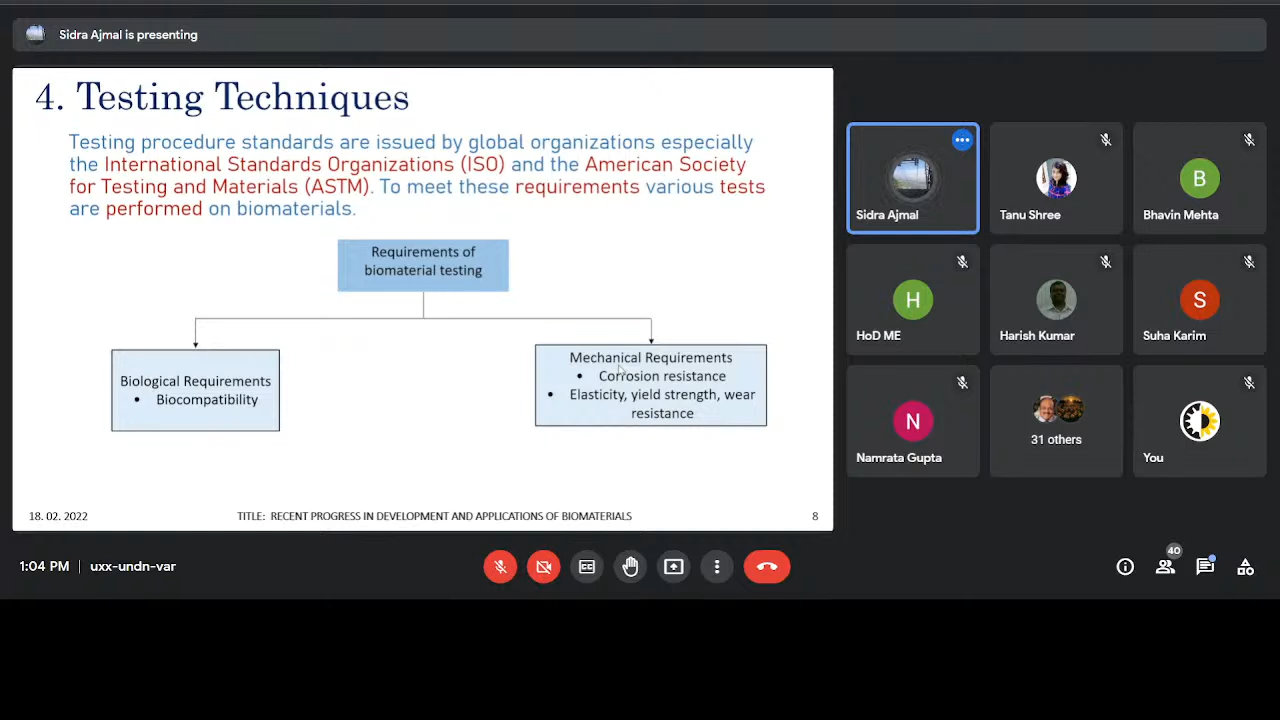 Sidra Ajmal is presenting
4. Testing Techniques
Testing procedure standards are issued by global organizations especially
the International Standards Organizations (ISO) and the American Society
for Testing and Materials (ASTM). To meet these requirements various tests
are performed on biomaterials.
Requirements of
biomaterial testing
Biological Requirements
• Biocompatibility
Mechanical Requirements
• Corrosion resistance
• Elasticity, yield strength, wear
resistance
18. 02. 2022
TITLE: RECENT PROGRESS IN DEVELOPMENT AND APPLICATIONS OF BIOMATERIALS
8
Sidra Ajmal
Tanu Shree
B
Bhavin Mehta
H
HoD ME
Harish Kumar
S
Suha Karim
N
Namrata Gupta
31 others
You
1:04 PM | uxx-undn-var
40